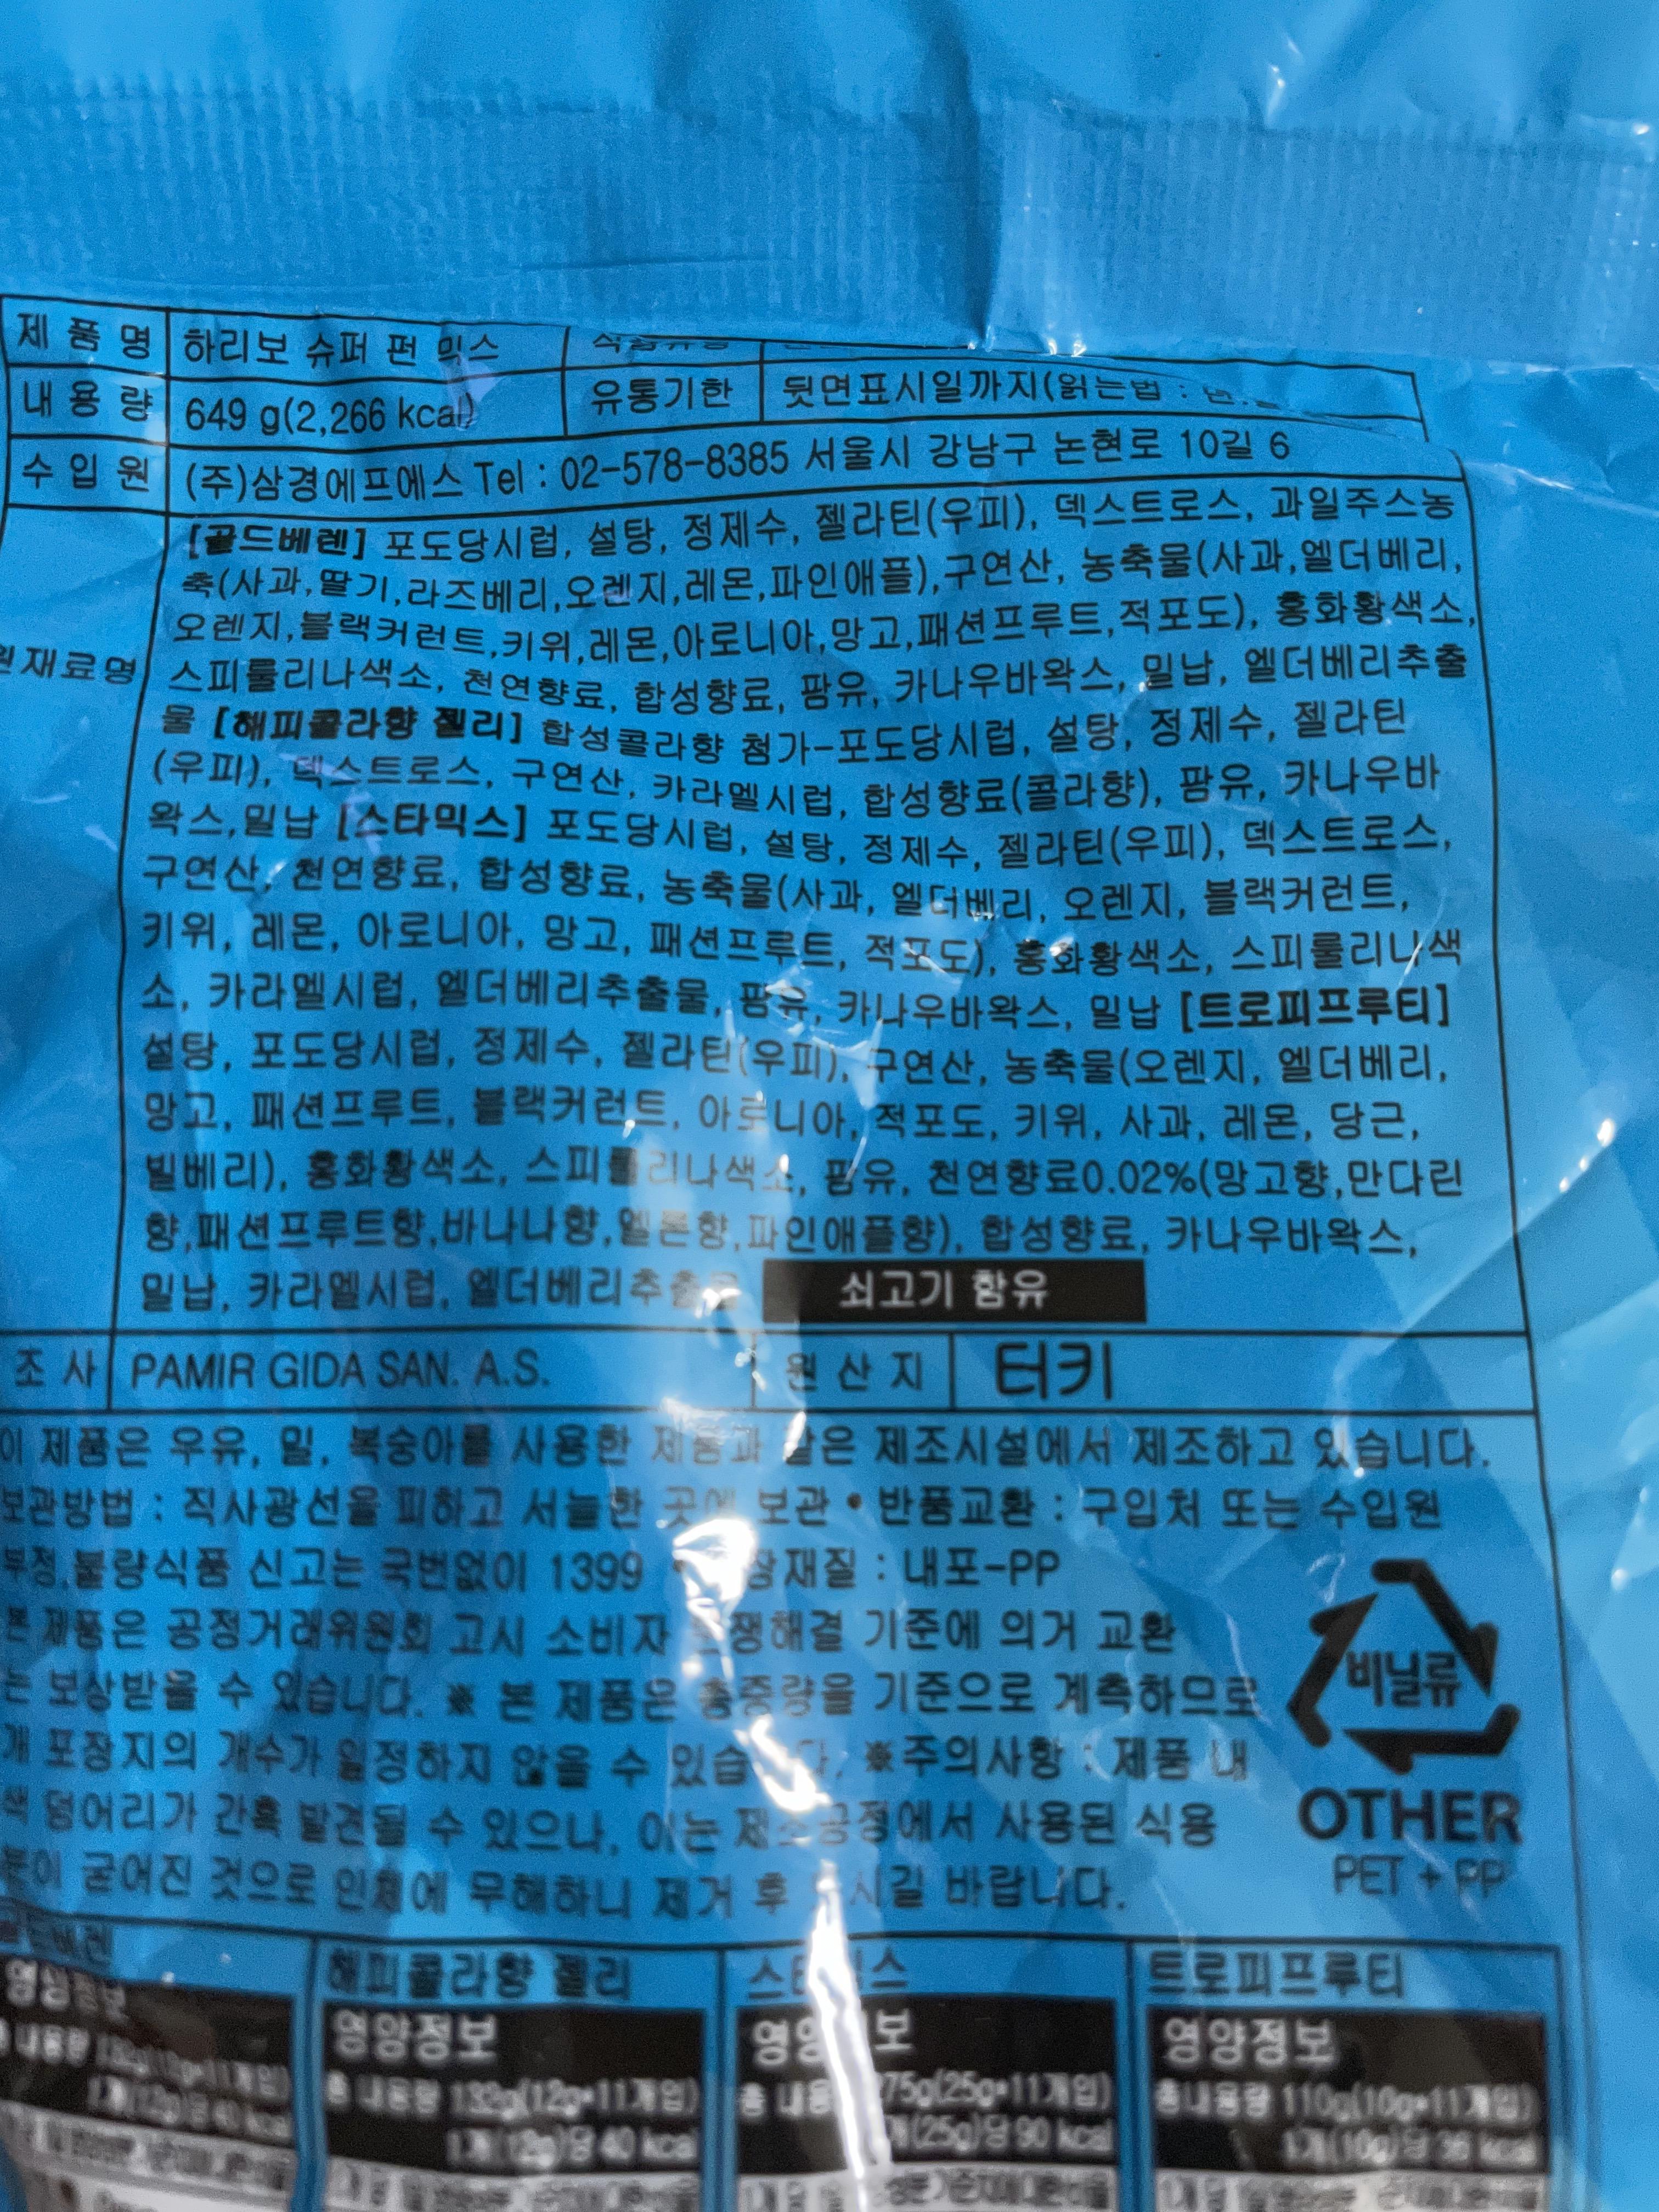 제 품 명 하리보 슈퍼 펀 믹스
내 용 량 649 g(2,266 kcal) 유통기한 뒷면표시일까지(읽는법 :
수 입 원 (주)삼경에프에스 Tel : 02-578-8385 서울시 강남구 논현로 10길 6
[골드베렌] 포도당시럽, 설탕, 정제수, 젤라틴(우피), 덱스트로스, 과일주스농
축(사과,딸기,라즈베리,오렌지,레몬,파인애플),구연산, 농축물(사과,엘더베리,
오렌지,블랙커런트,키위,레몬,아로니아,망고,패션프루트,적포도), 홍화황색소,
원재료명 스피룰리나색소, 천연향료, 합성향료, 팜유, 카나우바왁스, 밀납, 엘더베리추출
물 [해피콜라향 젤리] 합성콜라향 첨가-포도당시럽, 설탕, 정제수, 젤라틴
(우피), 덱스트로스, 구연산, 카라멜시럽, 합성향료(콜라향), 팜유, 카나우바
왁스,밀납 [스타믹스] 포도당시럽, 설탕, 정제수, 젤라틴(우피), 덱스트로스,
구연산, 천연향료, 합성향료, 농축물(사과, 엘더베리, 오렌지, 블랙커런트,
키위, 레몬, 아로니아, 망고, 패션프루트, 적포도), 홍화황색소, 스피룰리나색
소, 카라멜시럽, 엘더베리추출물, 팜유, 카나우바왁스, 밀납 [트로피프루티]
설탕, 포도당시럽, 정제수, 젤라틴(우피), 구연산, 농축물(오렌지, 엘더베리,
망고, 패션프루트, 블랙커런트, 아로니아, 적포도, 키위, 사과, 레몬, 당근,
빌베리), 홍화황색소, 스피룰리나색소, 팜유, 천연향료0.02%(망고향,만다린
향,패션프루트향,바나나향,멜론향,파인애플향), 합성향료, 카나우바왁스,
밀납, 카라멜시럽, 엘더베리추출물 쇠고기 함유
조 사 PAMIR GIDA SAN. A.S. 원 산 지 터키
이 제품은 우유, 밀, 복숭아를 사용한 제품과 같은 제조시설에서 제조하고 있습니다.
보관방법 : 직사광선을 피하고 서늘한 곳에 보관 • 반품교환 : 구입처 또는 수입원
부정,불량식품 신고는 국번없이 1399 장재질 : 내포-PP
본 제품은 공정거래위원회 고시 소비자 분쟁해결 기준에 의거 교환
는 보상받을 수 있습니다. ※ 본 제품은 총중량을 기준으로 계측하므로
개 포장지의 개수가 일정하지 않을 수 있습니다. ※주의사항 : 제품 내
색 덩어리가 간혹 발견될 수 있으나, 이는 제조공정에서 사용된 식용
분이 굳어진 것으로 인체에 무해하니 제거 후 시길 바랍니다.
비닐류
OTHER
PET + PP
해피콜라향 젤리 스타믹스 트로피프루티
영양정보 영양정보 영양정보 영양정보
총 내용량 132g(12g*11개입) 총 내용 75g(25g*11개입) 총 내용량 110g(10g*11개입)
1개(12g)당 40 kcal 1개(12g)당 40 kcal 개(25g)당 90 kcal 1개(10g)당 36 kcal